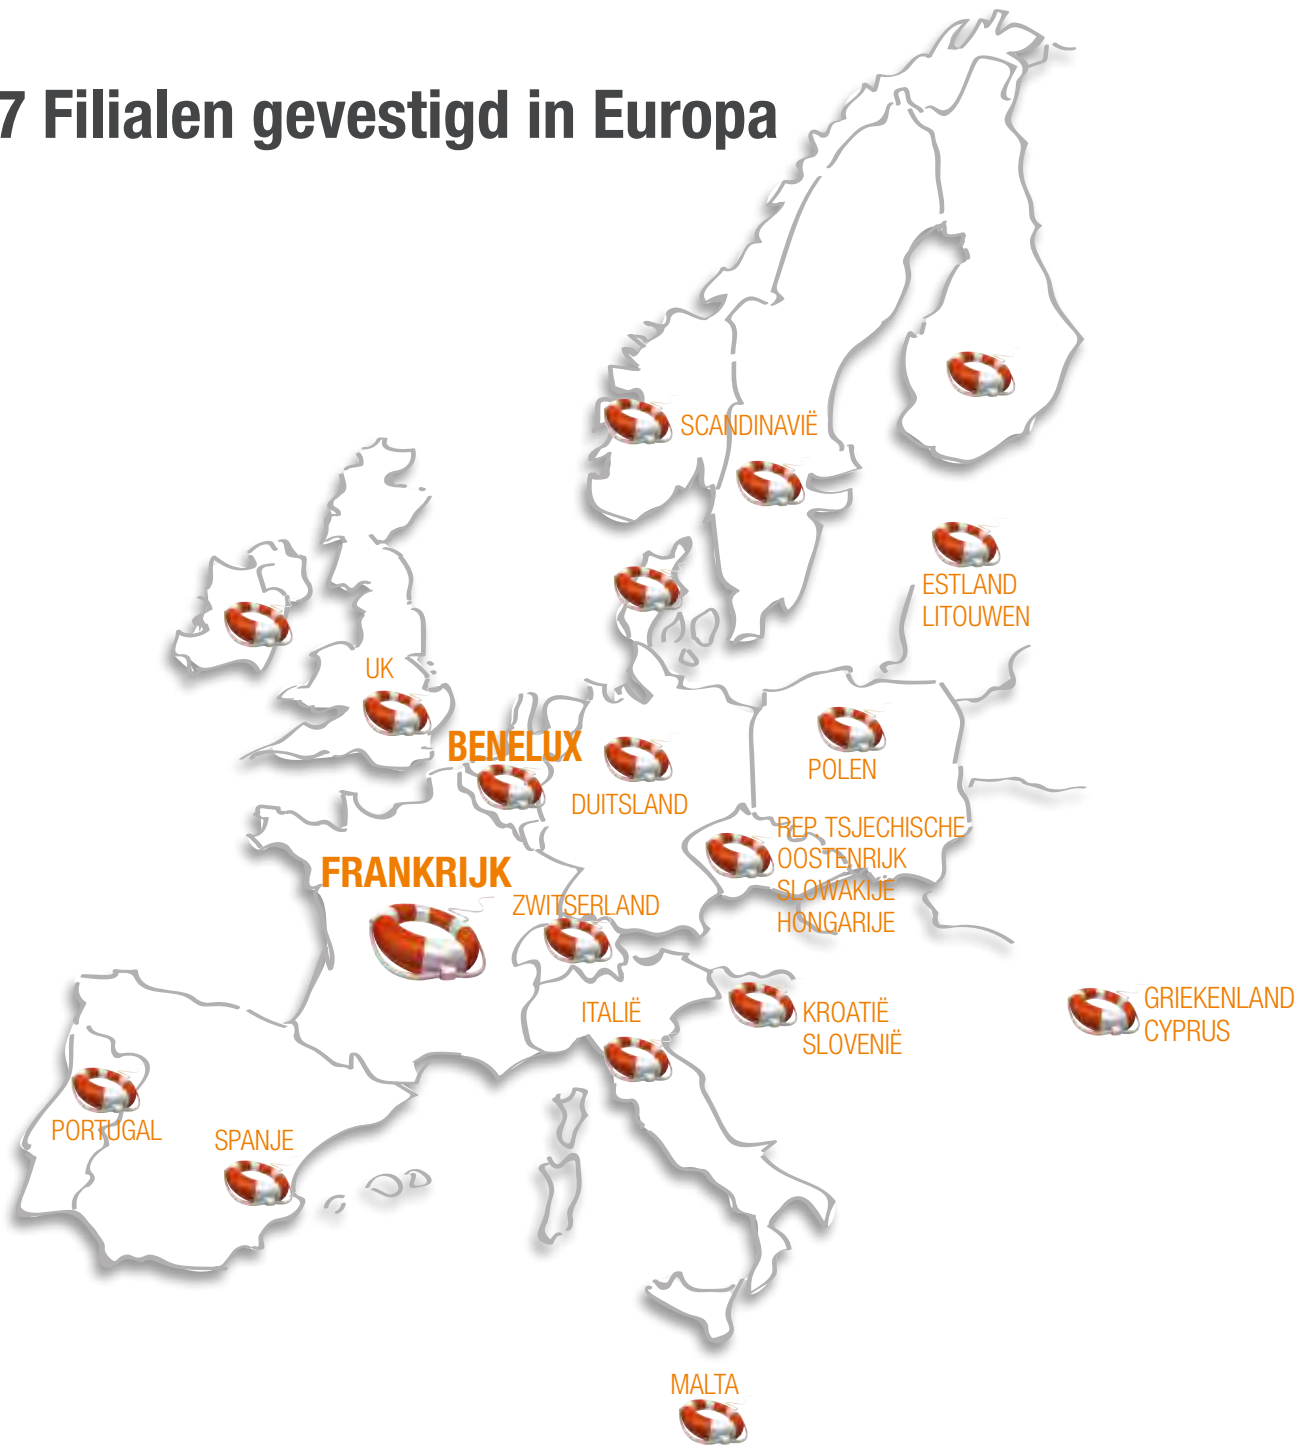 7 Filialen gevestigd in Europa
SCANDINAVIË
ESTLAND
LITOUWEN
UK
BENELUX
POLEN
DUITSLAND
REP. TSJECHISCHE
OOSTENRIJK
SLOWAKIJE
HONGARIJE
FRANKRIJK
ZWITSERLAND
ITALIË
KROATIË
SLOVENIË
GRIEKENLAND
CYPRUS
PORTUGAL
SPANJE
MALTA